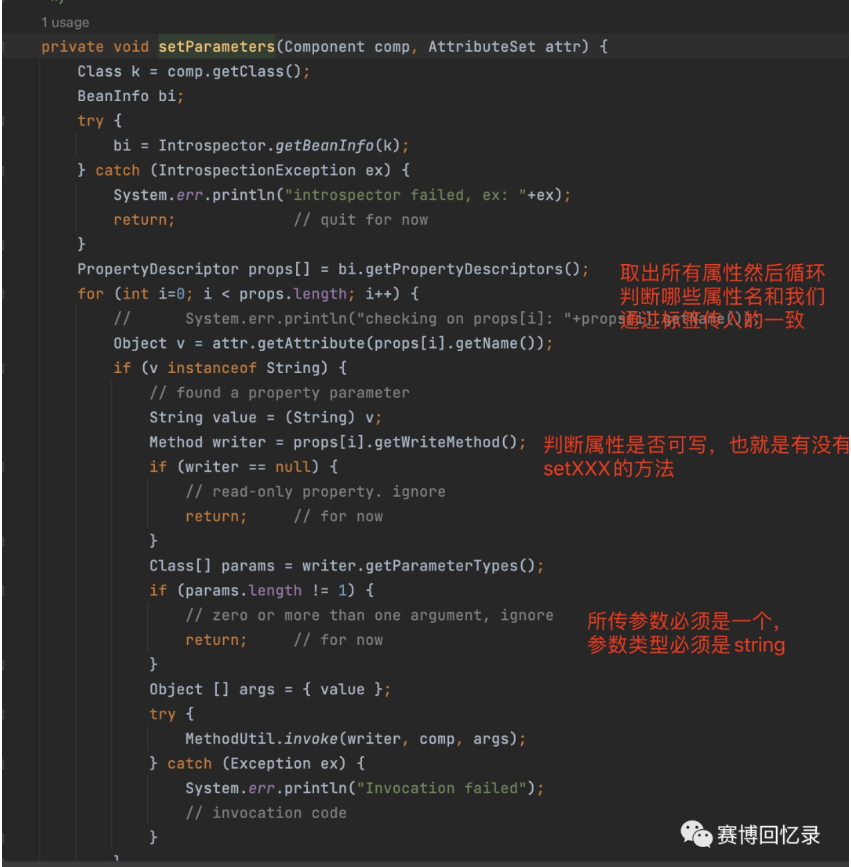 1 usage
private void setParameters(Component comp, AttributeSet attr) {
Class k = comp.getClass();
BeanInfo bi;
try {
bi = Introspector.getBeanInfo(k);
} catch (IntrospectionException ex) {
System.err.println("introspector failed, ex: "+ex);
return;                // quit for now
}
PropertyDescriptor props[] = bi.getPropertyDescriptors();
取出所有属性然后循环
for (int i=0; i < props.length; i++) {
判断哪些属性名和我们
//      System.err.println("checking on props[i]: "+props[i].getName());
通过标签传入的一致
Object v = attr.getAttribute(props[i].getName());
if (v instanceof String) {
// found a property parameter
String value = (String) v;
Method writer = props[i].getWriteMethod();
判断属性是否可写，也就是有没有
if (writer == null) {
setXXX的方法
// read-only property. ignore
return;      // for now
}
Class[] params = writer.getParameterTypes();
if (params.length != 1) {
// zero or more than one argument, ignore
所传参数必须是一个，
return;      // for now
参数类型必须是string
}
Object [] args = { value };
try {
MethodUtil.invoke(writer, comp, args);
} catch (Exception ex) {
System.err.println("Invocation failed");
// invocation code
}
赛博回忆录